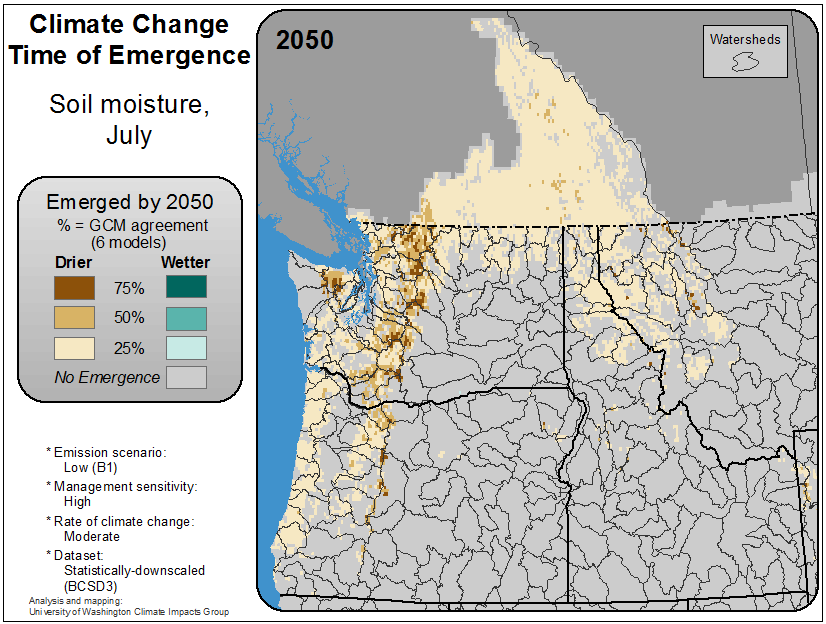 Climate Change
Time of Emergence
Soil moisture,
July
Emerged by 2050
% = GCM agreement
(6 models)
Drier
Wetter
75%
50%
25%
No Emergence
* Emission scenario:
Low (B1)
* Management sensitivity:
High
* Rate of climate change:
Moderate
* Dataset:
Statistically-downscaled
(BCSD3)
Analysis and mapping:
University of Washington Climate Impacts Group
2050
Watersheds